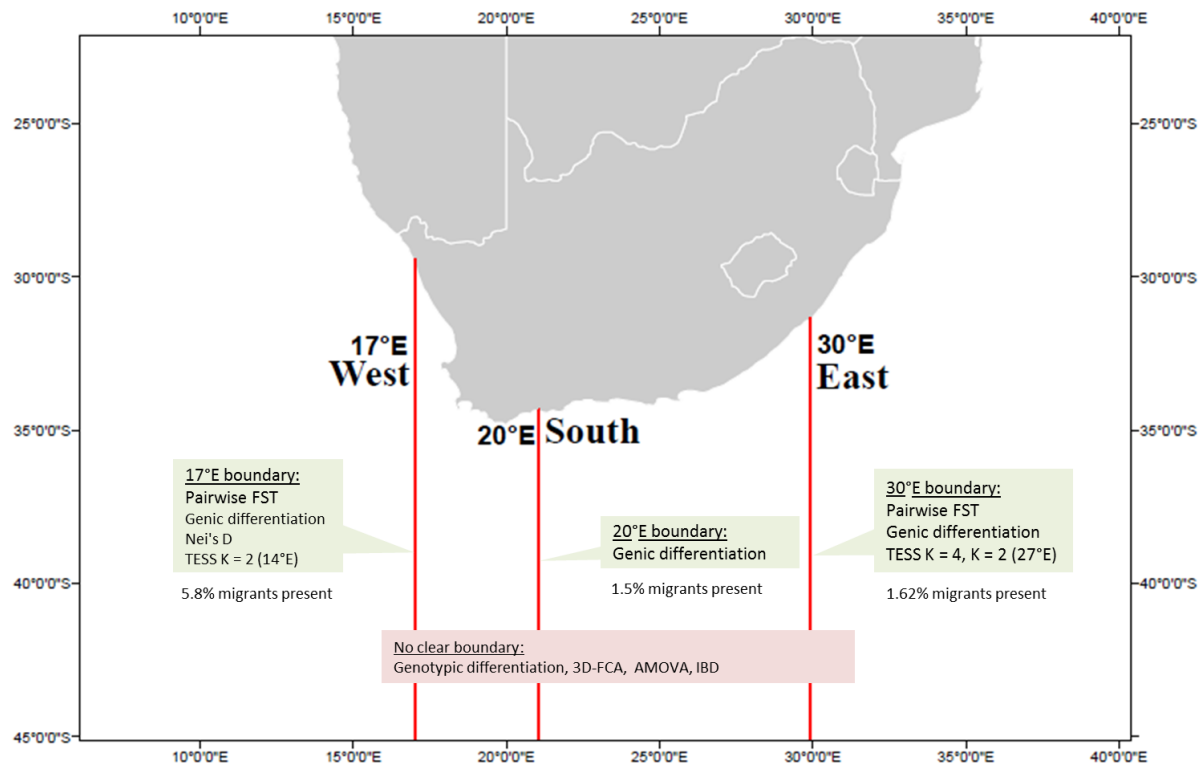 10°0'0"E 15°0'0"E 20°0'0"E 25°0'0"E 30°0'0"E 35°0'0"E 40°0'0"E
25°0'0"S 25°0'0"S
30°0'0"S 30°0'0"S
17°E
West
30°E
East
35°0'0"S 35°0'0"S
20°E South
17°E boundary:
Pairwise FST
Genic differentiation
Nei's D
TESS K = 2 (14°E)
5.8% migrants present
20°E boundary:
Genic differentiation
1.5% migrants present
30°E boundary:
Pairwise FST
Genic differentiation
TESS K = 4, K = 2 (27°E)
1.62% migrants present
40°0'0"S 40°0'0"S
No clear boundary:
Genotypic differentiation, 3D-FCA, AMOVA, IBD
45°0'0"S 45°0'0"S
10°0'0"E 15°0'0"E 20°0'0"E 25°0'0"E 30°0'0"E 35°0'0"E 40°0'0"E